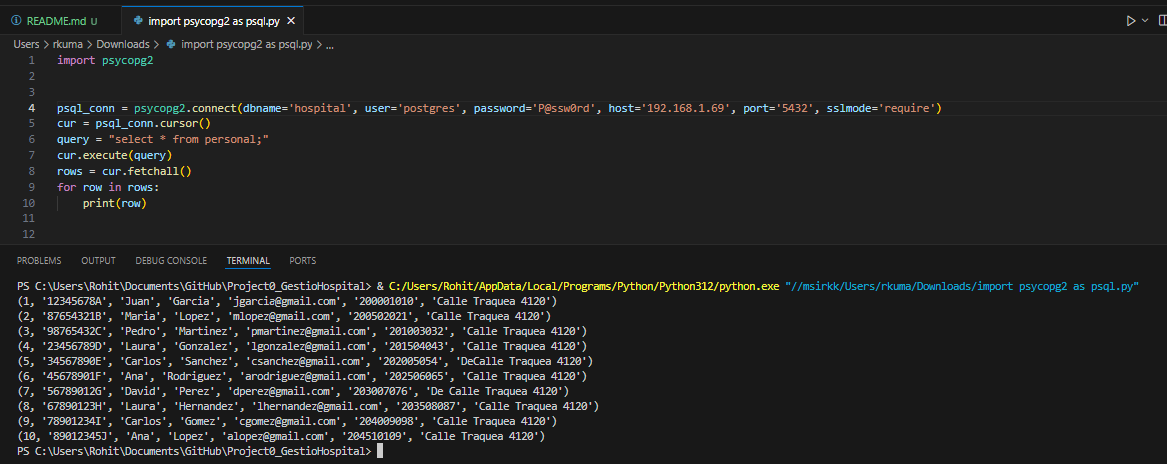 README.md U
import psycopg2 as psql.py
Users > rkuma > Downloads > import psycopg2 as psql.py > ...
1 import psycopg2
2
3
4 psql_conn = psycopg2.connect(dbname='hospital', user='postgres', password='P@ssw0rd', host='192.168.1.69', port='5432', sslmode='require')
5 cur = psql_conn.cursor()
6 query = "select * from personal;"
7 cur.execute(query)
8 rows = cur.fetchall()
9 for row in rows:
10 print(row)
11
12
PROBLEMS OUTPUT DEBUG CONSOLE TERMINAL PORTS
PS C:\Users\Rohit\Documents\GitHub\Project0_GestioHospital> & C:/Users/Rohit/AppData/Local/Programs/Python/Python312/python.exe "//msirkk/Users/rkuma/Downloads/import psycopg2 as psql.py"
(1, '12345678A', 'Juan', 'Garcia', 'jgarcia@gmail.com', '200001010', 'Calle Traquea 4120')
(2, '87654321B', 'Maria', 'Lopez', 'mlopez@gmail.com', '200502021', 'Calle Traquea 4120')
(3, '98765432C', 'Pedro', 'Martinez', 'pmartinez@gmail.com', '201003032', 'Calle Traquea 4120')
(4, '23456789D', 'Laura', 'Gonzalez', 'lgonzalez@gmail.com', '201504043', 'Calle Traquea 4120')
(5, '34567890E', 'Carlos', 'Sanchez', 'csanchez@gmail.com', '202005054', 'DeCalle Traquea 4120')
(6, '45678901F', 'Ana', 'Rodriguez', 'arodriguez@gmail.com', '202506065', 'Calle Traquea 4120')
(7, '56789012G', 'David', 'Perez', 'dperez@gmail.com', '203007076', 'De Calle Traquea 4120')
(8, '67890123H', 'Laura', 'Hernandez', 'lhernandez@gmail.com', '203508087', 'Calle Traquea 4120')
(9, '78901234I', 'Carlos', 'Gomez', 'cgomez@gmail.com', '204009098', 'Calle Traquea 4120')
(10, '89012345J', 'Ana', 'Lopez', 'alopez@gmail.com', '204510109', 'Calle Traquea 4120')
PS C:\Users\Rohit\Documents\GitHub\Project0_GestioHospital>